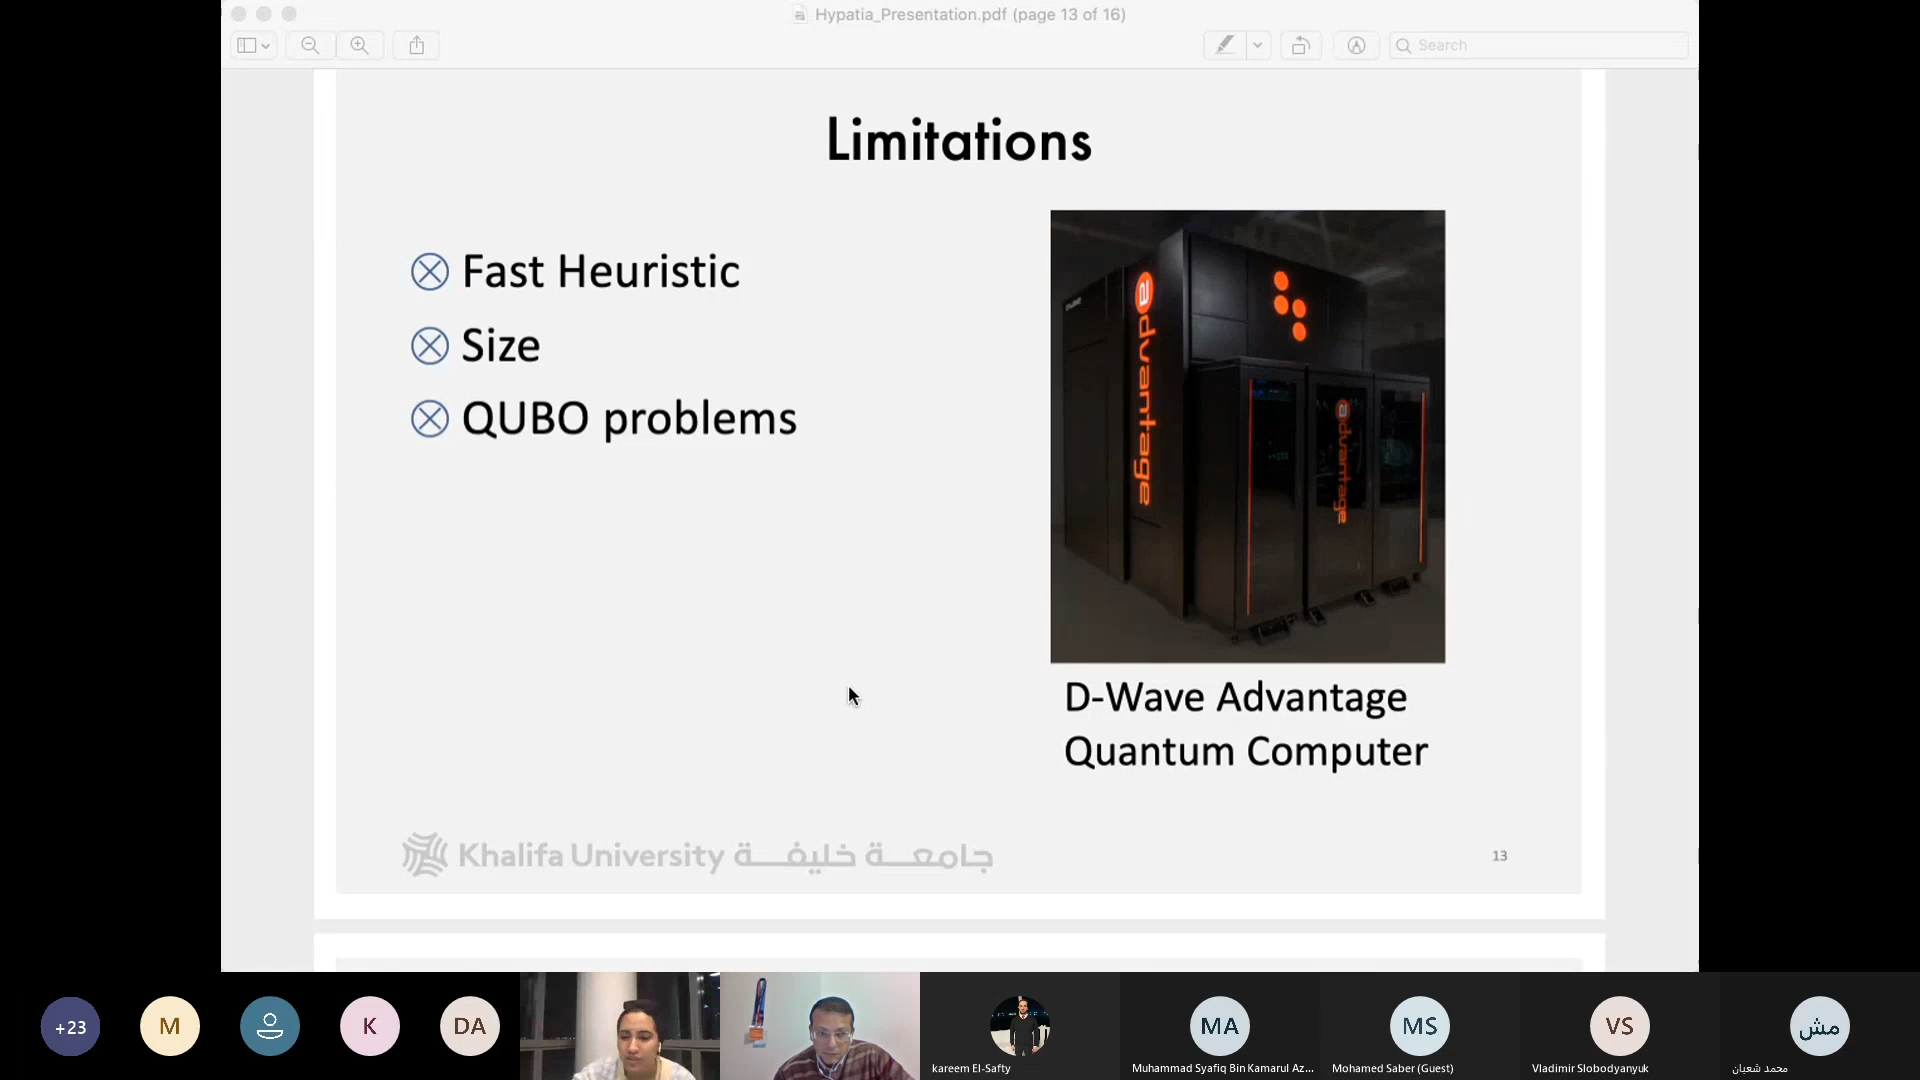 Hypatia_Presentation.pdf (page 13 of 16)
Search
Limitations
Fast Heuristic
Size
QUBO problems
advantage
advantage
D-Wave Advantage
Quantum Computer
Khalifa University جامعة خليفة
13
+23
M
K
DA
MA
MS
VS
مش
kareem El-Safty
Muhammad Syafiq Bin Kamarul Az...
Mohamed Saber (Guest)
Vladimir Slobodyanyuk
محمد شعبان